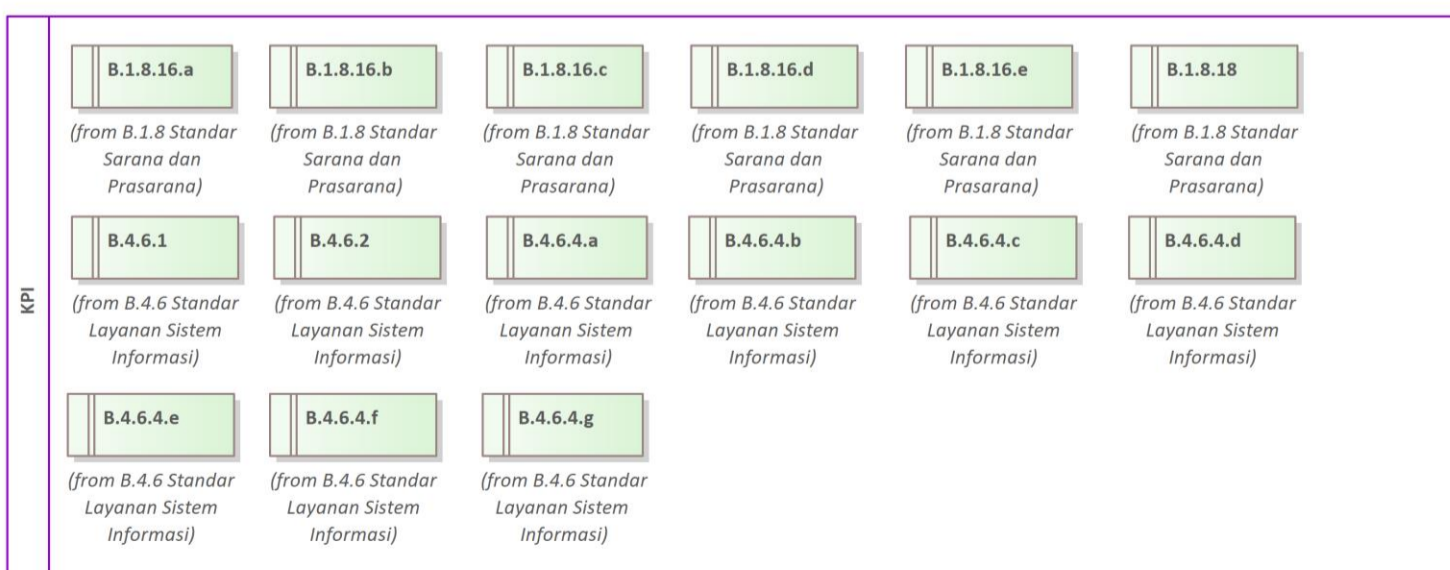 KPI
B.1.8.16.a
(from B.1.8 Standar
Sarana dan
Prasarana)
B.1.8.16.b
(from B.1.8 Standar
Sarana dan
Prasarana)
B.1.8.16.c
(from B.1.8 Standar
Sarana dan
Prasarana)
B.1.8.16.d
(from B.1.8 Standar
Sarana dan
Prasarana)
B.1.8.16.e
(from B.1.8 Standar
Sarana dan
Prasarana)
B.1.8.18
(from B.1.8 Standar
Sarana dan
Prasarana)
B.4.6.1
(from B.4.6 Standar
Layanan Sistem
Informasi)
B.4.6.2
(from B.4.6 Standar
Layanan Sistem
Informasi)
B.4.6.4.a
(from B.4.6 Standar
Layanan Sistem
Informasi)
B.4.6.4.b
(from B.4.6 Standar
Layanan Sistem
Informasi)
B.4.6.4.c
(from B.4.6 Standar
Layanan Sistem
Informasi)
B.4.6.4.d
(from B.4.6 Standar
Layanan Sistem
Informasi)
B.4.6.4.e
(from B.4.6 Standar
Layanan Sistem
Informasi)
B.4.6.4.f
(from B.4.6 Standar
Layanan Sistem
Informasi)
B.4.6.4.g
(from B.4.6 Standar
Layanan Sistem
Informasi)